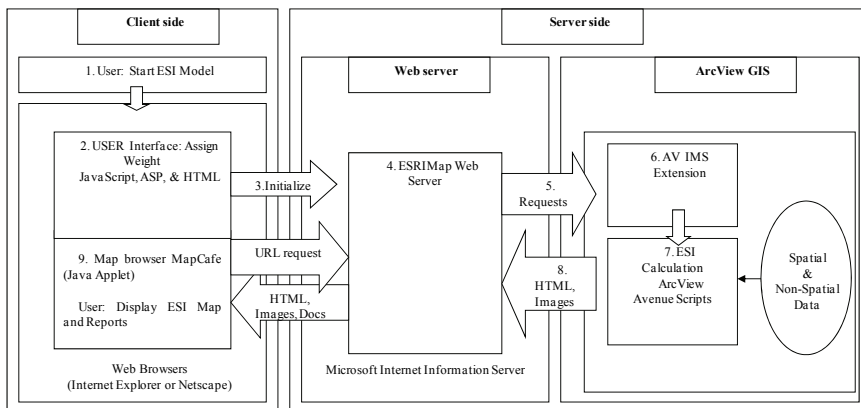 Client side
Server side
1. User: Start ESI Model
Web server
ArcView GIS
2. USER Interface: Assign
Weight
JavaScript, ASP, & HTML
3.Initialize
4. ESRIMap Web
Server
5.
Requests
6. AV IMS
Extension
9. Map browser MapCafe
(Java Applet)
User: Display ESI Map
and Reports
URL request
HTML,
Images, Docs
8.
HTML,
Images
7. ESI
Calculation
ArcView
Avenue Scripts
Spatial
&
Non-Spatial
Data
Web Browsers
(Internet Explorer or Netscape)
Microsoft Internet Information Server